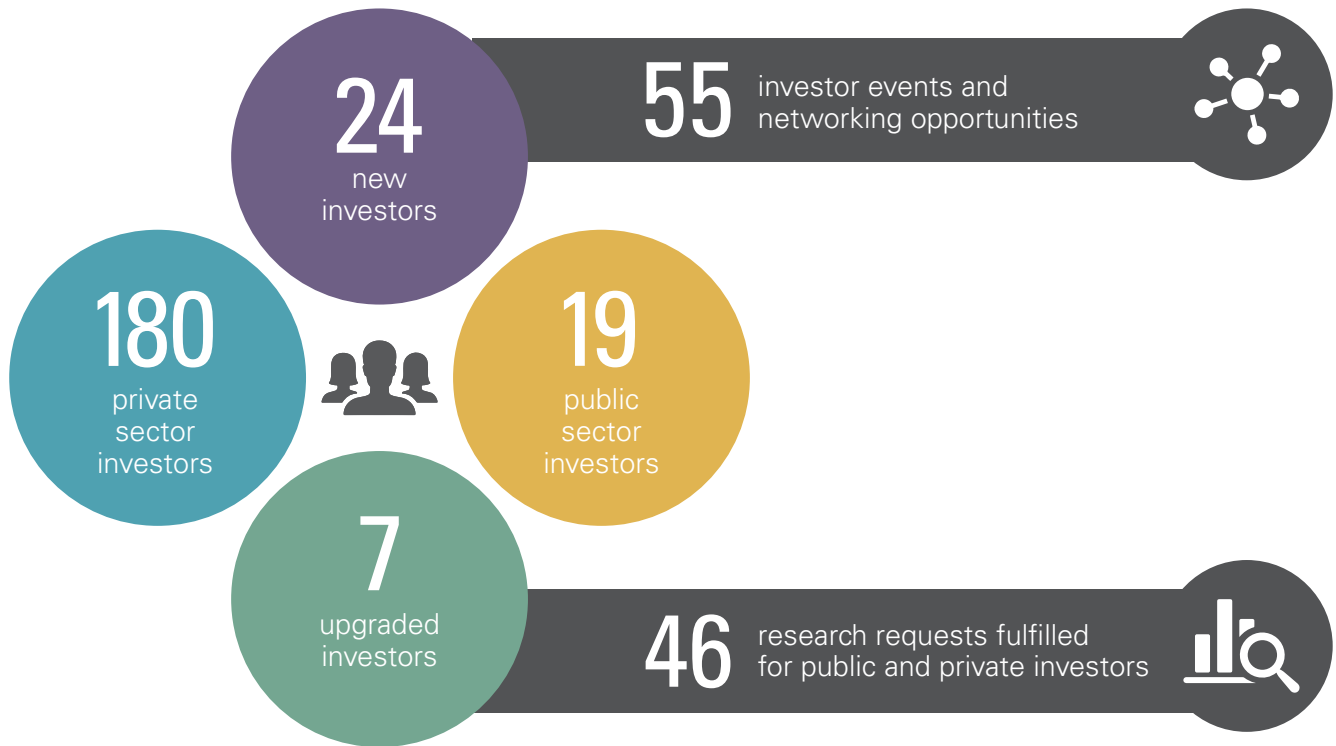 24
new
investors
55
investor events and
networking opportunities
180
private
sector
investors
19
public
sector
investors
7
upgraded
investors
46
research requests fulfilled
for public and private investors